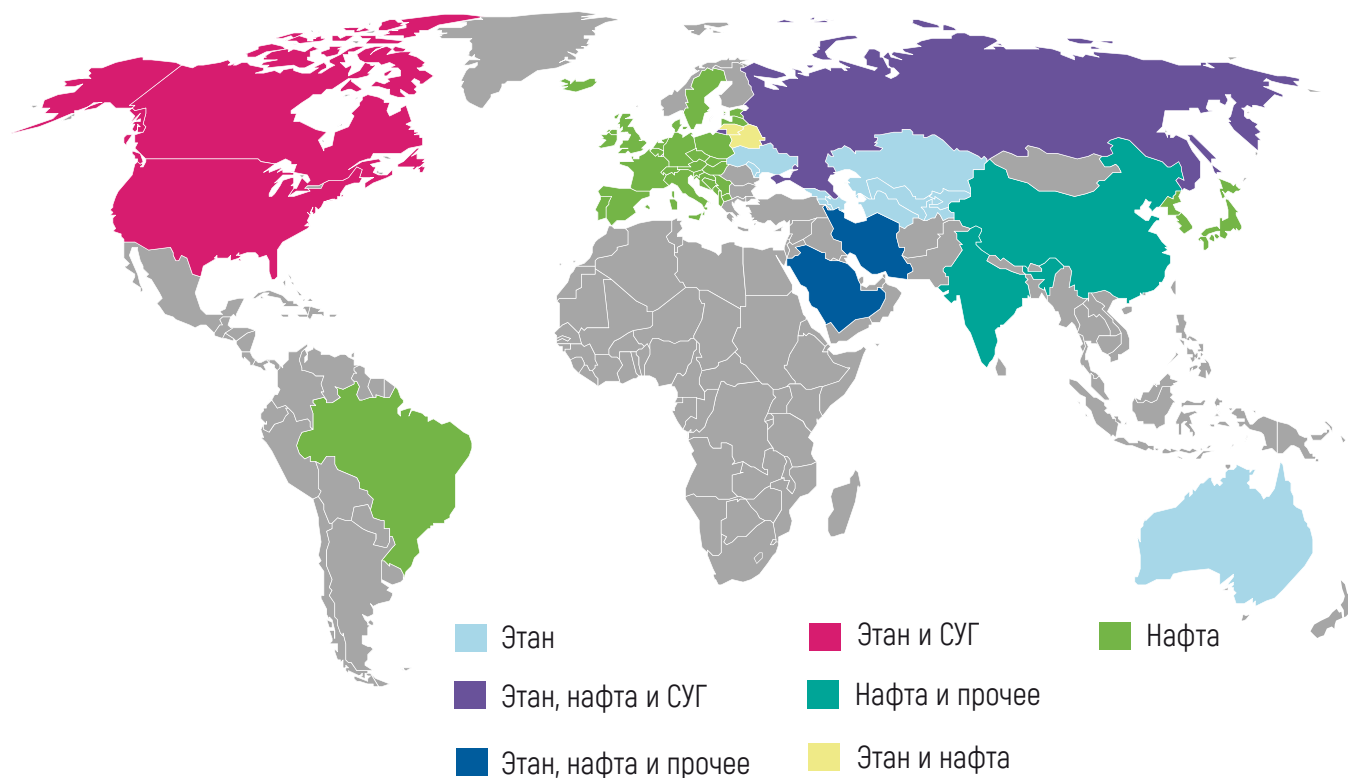 Этан
Этан и СУГ
Нафта
Этан, нафта и СУГ
Нафта и прочее
Этан, нафта и прочее
Этан и нафта